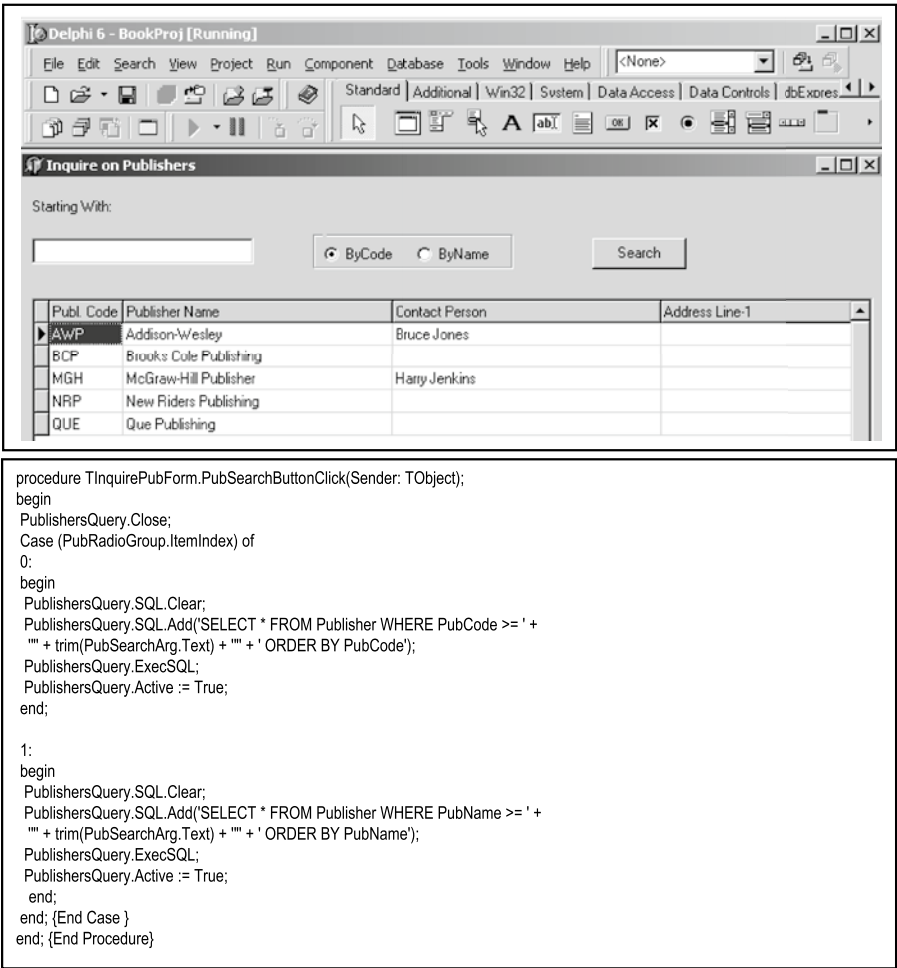 Delphi 6 - BookProj [Running]
File Edit Search View Project Run Component Database Tools Window Help <None>
Standard Additional Win32 System Data Access Data Controls dbExpres
Inquire on Publishers
Starting With:
ByCode ByName Search
Publ. Code Publisher Name Contact Person Address Line-1
AWP Addison-Wesley Bruce Jones
BCP Brooks Cole Publishing
MGH McGraw-Hill Publisher Harry Jenkins
NRP New Riders Publishing
QUE Que Publishing
procedure TInquirePubForm.PubSearchButtonClick(Sender: TObject);
begin
PublishersQuery.Close;
Case (PubRadioGroup.ItemIndex) of
0:
begin
PublishersQuery.SQL.Clear;
PublishersQuery.SQL.Add('SELECT * FROM Publisher WHERE PubCode >= ' +
'"' + trim(PubSearchArg.Text) + '"' + ' ORDER BY PubCode');
PublishersQuery.ExecSQL;
PublishersQuery.Active := True;
end;
1:
begin
PublishersQuery.SQL.Clear;
PublishersQuery.SQL.Add('SELECT * FROM Publisher WHERE PubName >= ' +
'"' + trim(PubSearchArg.Text) + '"' + ' ORDER BY PubName');
PublishersQuery.ExecSQL;
PublishersQuery.Active := True;
end;
end; {End Case }
end; {End Procedure}